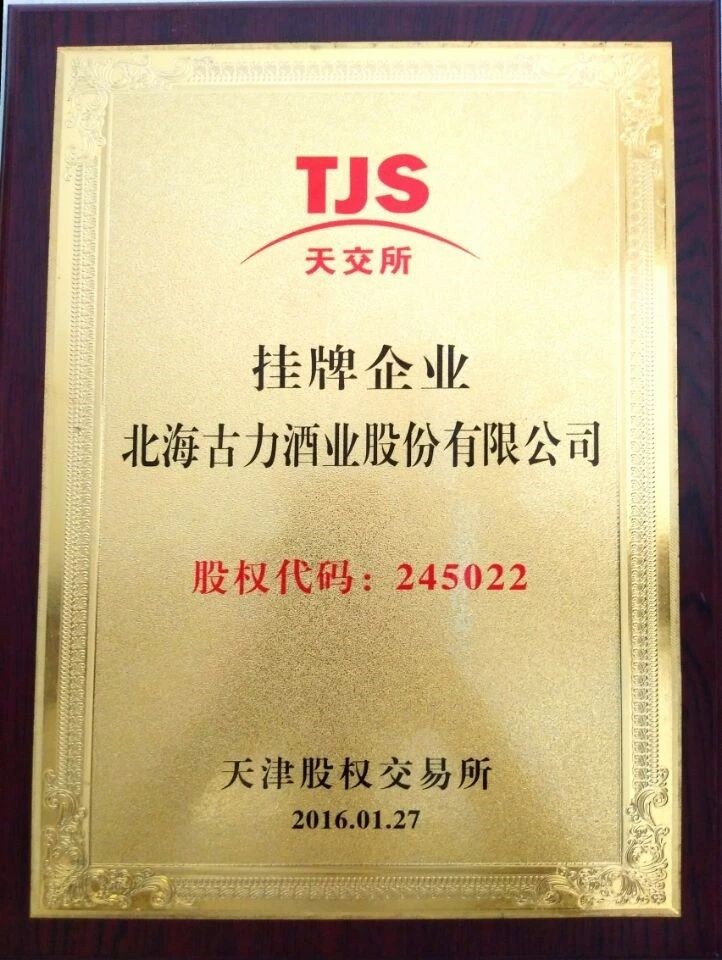 TJS
天交所
挂牌企业
北海古力酒业股份有限公司
股权代码：245022
天津股权交易所
2016.01.27